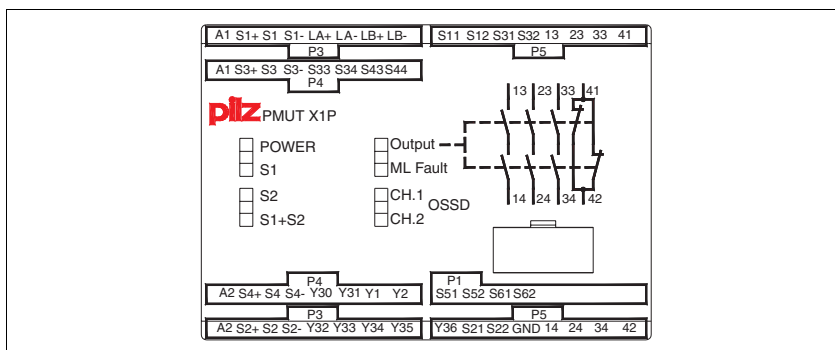 A1 S1+ S1 S1- LA+ LA- LB+ LB-
P3
S11 S12 S31 S32 13 23 33 41
P5
A1 S3+ S3 S3- S33 S34 S43 S44
P4
pilz PMUT X1P
13 23 33 41
POWER
S1
S2
S1+S2
Output
ML Fault
CH.1
CH.2
OSSD
14 24 34 42
P4
A2 S4+ S4 S4- Y30 Y31 Y1 Y2
P1
S51 S52 S61 S62
P3
A2 S2+ S2 S2- Y32 Y33 Y34 Y35
P5
Y36 S21 S22 GND 14 24 34 42